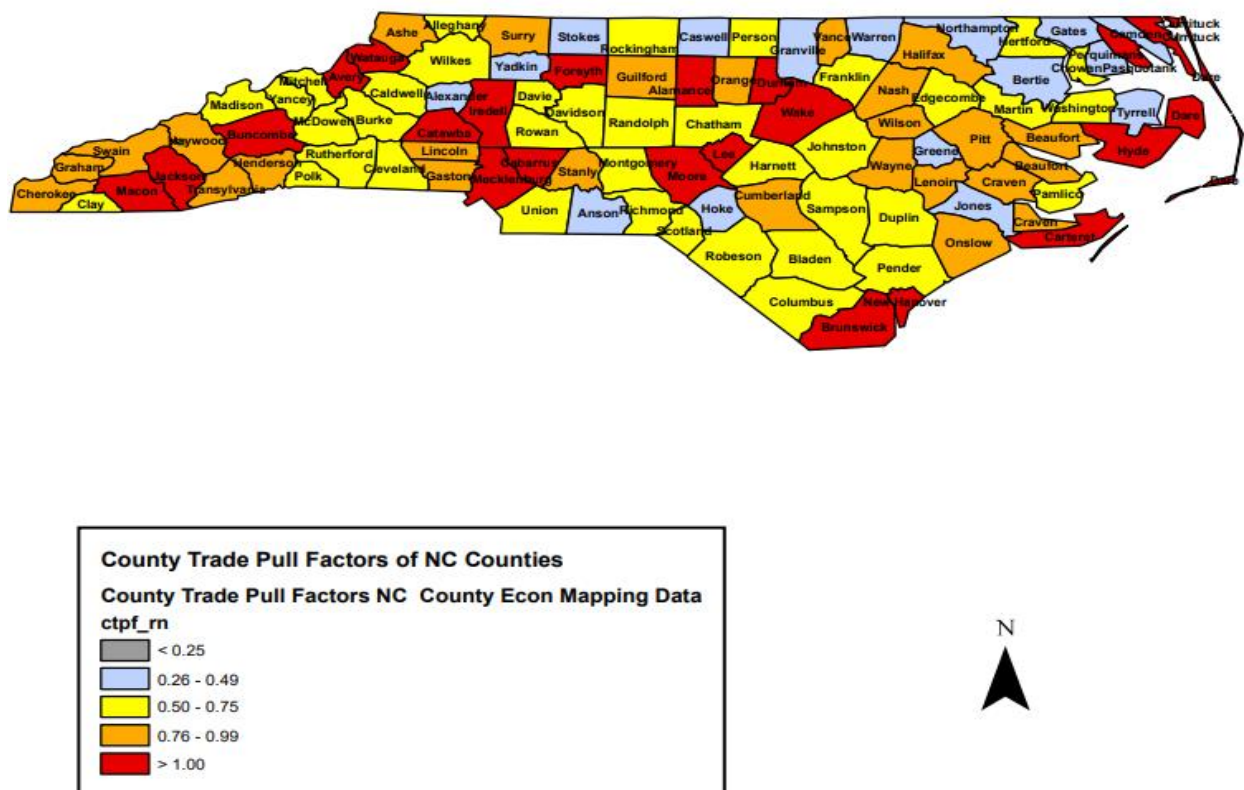 Ashe
Alleghany
Surry
Stokes
Rockingham
Caswell
Person
Granville
Vance
Warren
Northampton
Hertford
Gates
Camden
Watauga
Wilkes
Yadkin
Forsyth
Guilford
Alamance
Orange
Durham
Franklin
Halifax
Bertie
Perquimans
Chowan
Pasquotank
Dare
Avery
Mitchell
Yancey
Madison
Caldwell
Alexander
Iredell
Davie
Davidson
Randolph
Chatham
Wake
Nash
Edgecombe
Martin
Washington
Tyrrell
Dare
McDowell
Burke
Rowan
Buncombe
Catawba
Haywood
Swain
Graham
Cherokee
Clay
Macon
Jackson
Transylvania
Henderson
Rutherford
Polk
Cleveland
Lincoln
Gaston
Cabarrus
Mecklenburg
Stanly
Montgomery
Moore
Lee
Harnett
Johnston
Wilson
Wayne
Greene
Pitt
Beaufort
Hyde
Lenoir
Craven
Beaufort
Pamlico
Dare
Union
Anson
Richmond
Scotland
Hoke
Cumberland
Sampson
Duplin
Jones
Craven
Carteret
Onslow
Robeson
Bladen
Pender
Columbus
New Hanover
Brunswick
County Trade Pull Factors of NC Counties
County Trade Pull Factors NC County Econ Mapping Data
ctpf_rn
< 0.25
0.26 - 0.49
0.50 - 0.75
0.76 - 0.99
> 1.00
N